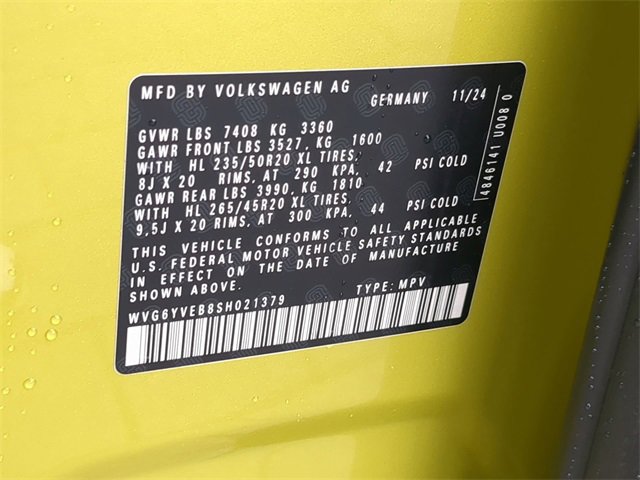 MFD BY VOLKSWAGEN AG GERMANY 11/24
GVWR LBS 7408 KG 3360
GAWR FRONT LBS 3527, KG 1600
WITH HL 235/50R20 XL TIRES,
8J X 20 RIMS, AT 290 KPA, 42 PSI COLD
GAWR REAR LBS 3990, KG 1810
WITH HL 265/45R20 XL TIRES,
9,5J X 20 RIMS, AT 300 KPA, 44 PSI COLD
THIS VEHICLE CONFORMS TO ALL APPLICABLE
U.S. FEDERAL MOTOR VEHICLE SAFETY STANDARDS
IN EFFECT ON THE DATE OF MANUFACTURE
SHOWN ABOVE.
WVG6YVEB8SH021379 TYPE: MPV
4846141 U008 0